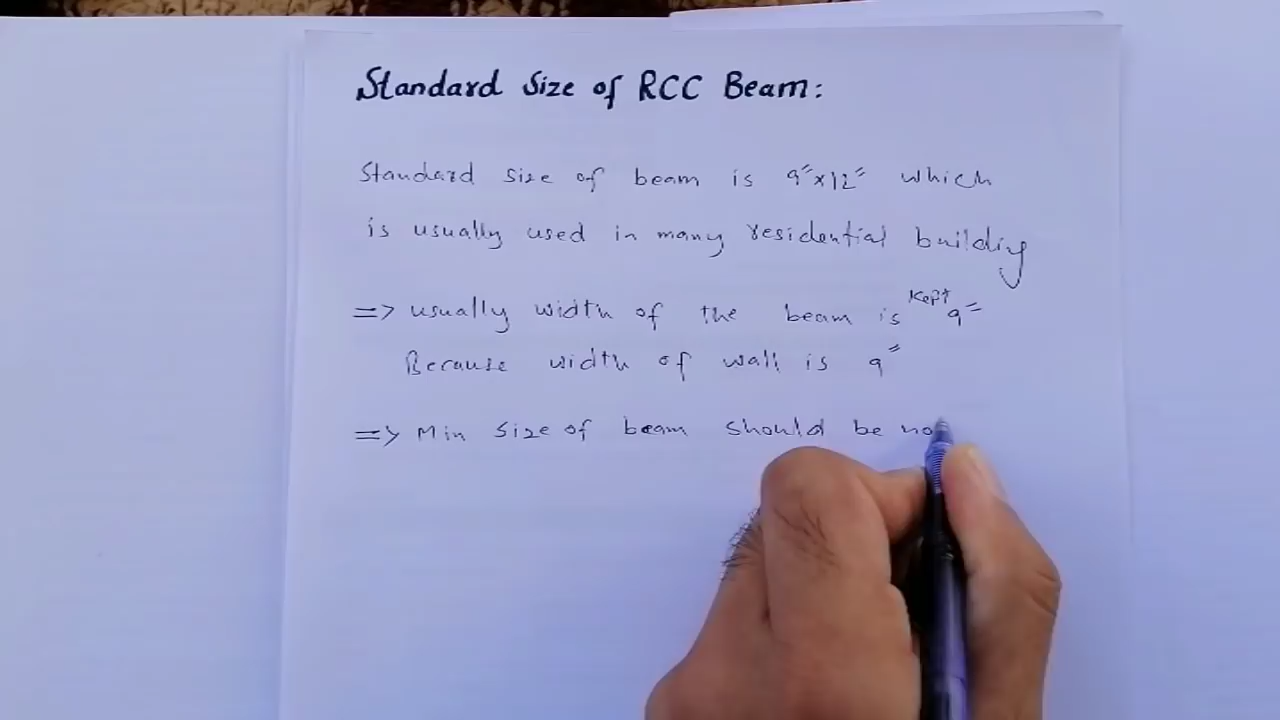 Standard Size of RCC Beam:
Standard size of beam is 9"x12" which
is usually used in many residential building
=> usually width of the beam is kept 9"
Because width of wall is 9"
=> Min size of beam should be no